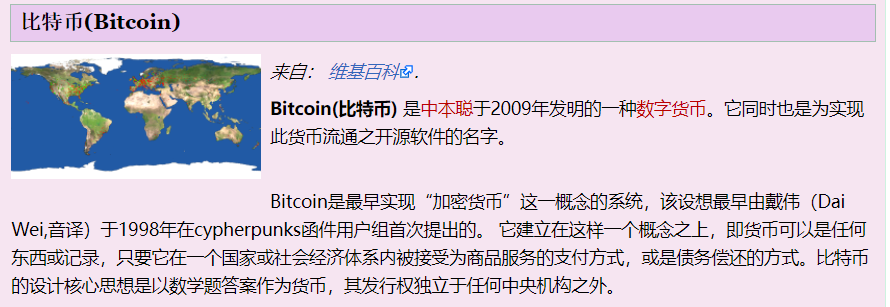 比特币(Bitcoin)
来自： 维基百科.
Bitcoin(比特币) 是中本聪于2009年发明的一种数字货币。它同时也是为实现
此货币流通之开源软件的名字。
Bitcoin是最早实现“加密货币”这一概念的系统，该设想最早由戴伟（Dai
Wei,音译）于1998年在cypherpunks函件用户组首次提出的。 它建立在这样一个概念之上，即货币可以是任何
东西或记录，只要它在一个国家或社会经济体系内被接受为商品服务的支付方式，或是债务偿还的方式。比特币
的设计核心思想是以数学题答案作为货币，其发行权独立于任何中央机构之外。